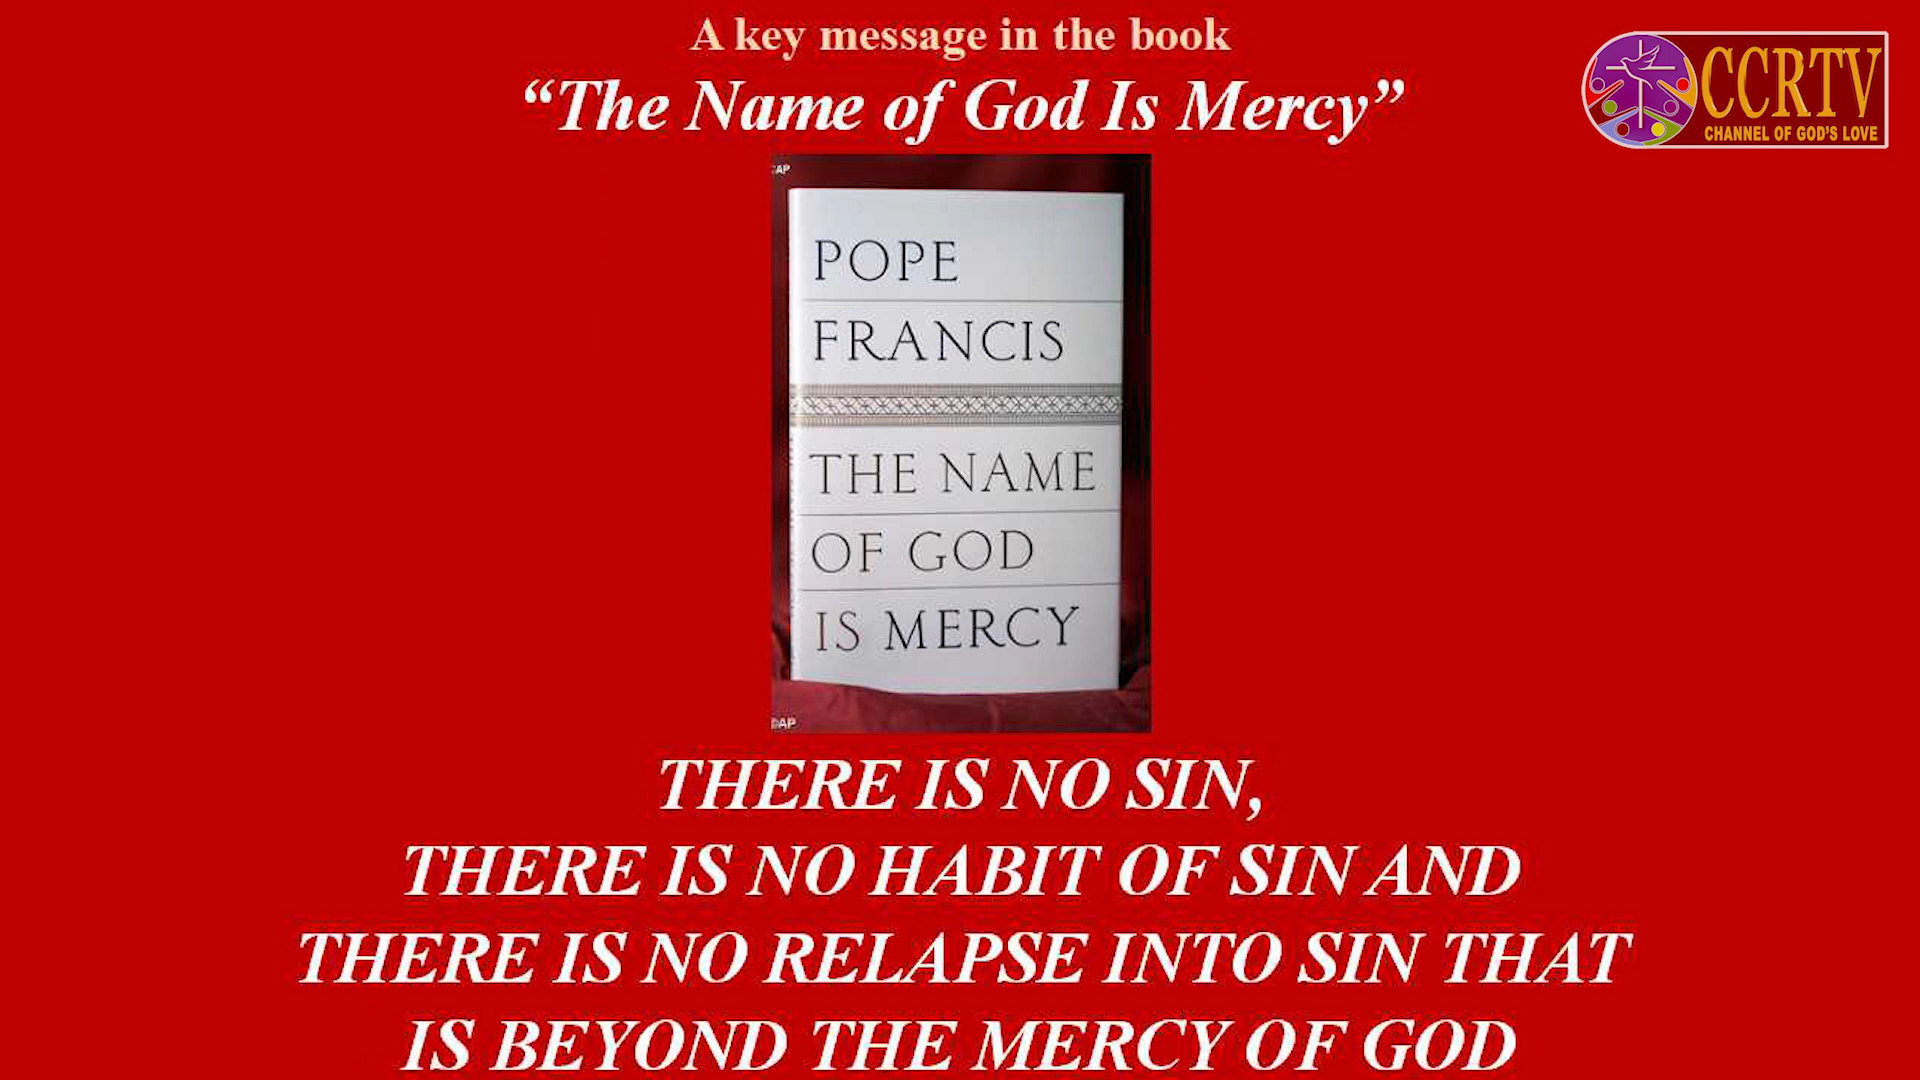 A key message in the book
“The Name of God Is Mercy”
CCRTV
CHANNEL OF GOD'S LOVE
AP
POPE
FRANCIS
THE NAME
OF GOD
IS MERCY
AP
THERE IS NO SIN,
THERE IS NO HABIT OF SIN AND
THERE IS NO RELAPSE INTO SIN THAT
IS BEYOND THE MERCY OF GOD